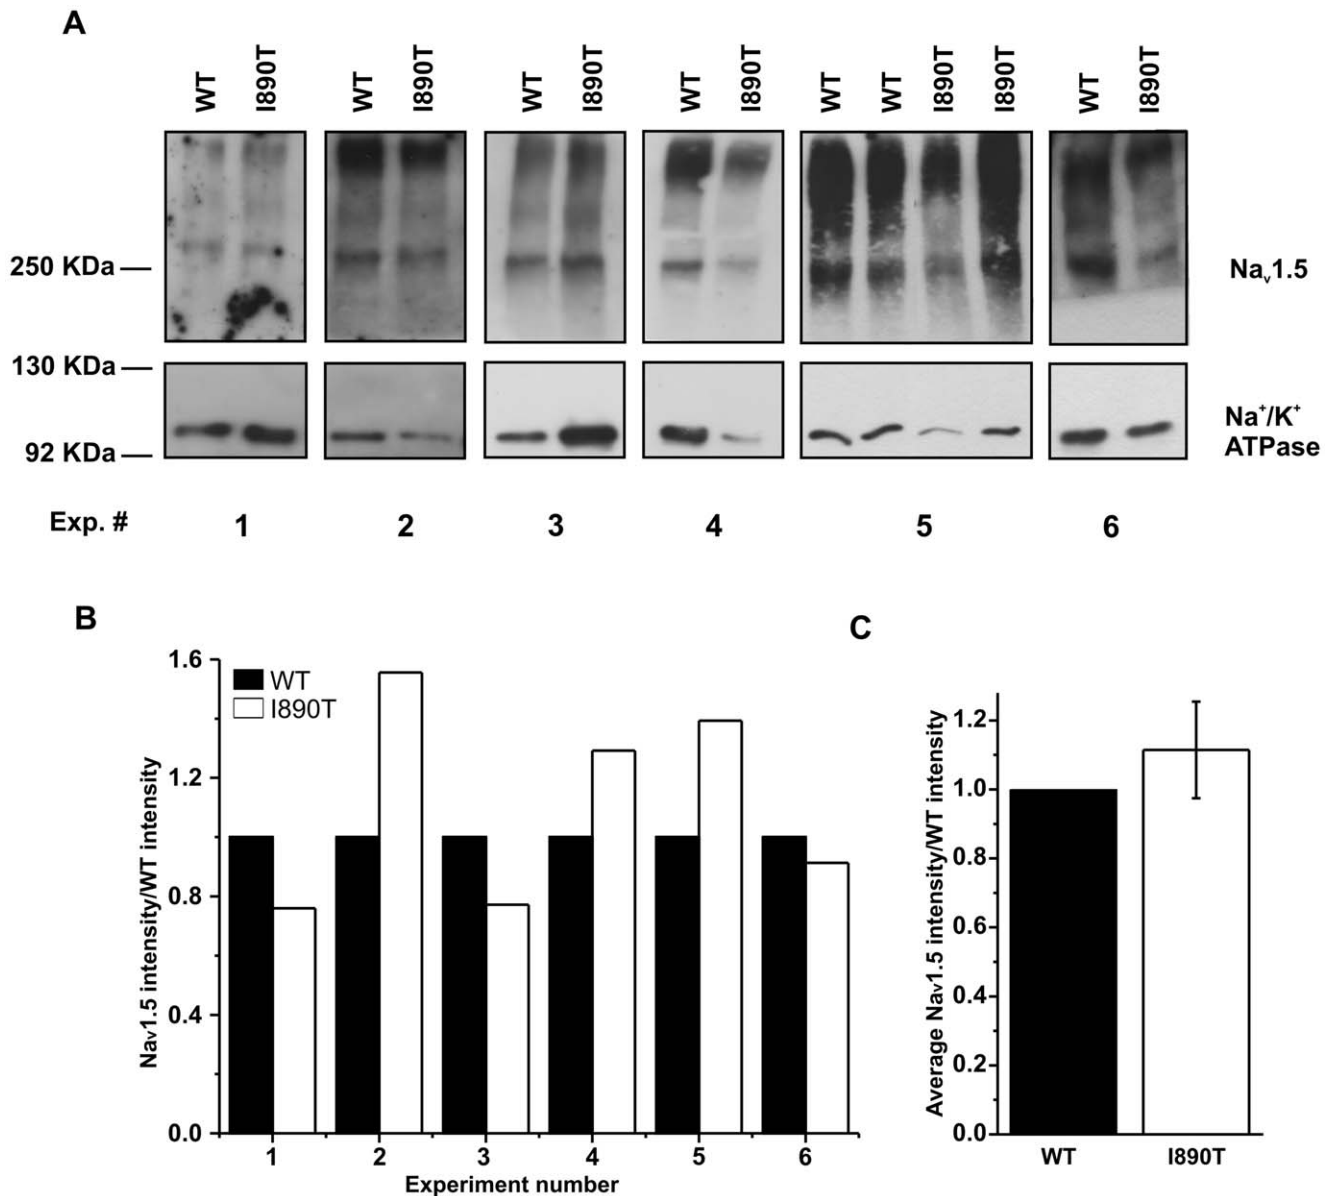 A
WT I890T WT I890T WT I890T WT I890T WT WT I890T I890T WT I890T
250 KDa
Nav1.5
130 KDa
Na+/K+
ATPase
92 KDa
Exp. # 1 2 3 4 5 6
B
C
WT
I890T
Nav1.5 intensity/WT intensity
1.6
1.2
0.8
0.4
0.0
1 2 3 4 5 6
Experiment number
Average Nav1.5 intensity/WT intensity
1.2
1.0
0.8
0.6
0.4
0.2
0.0
WT I890T